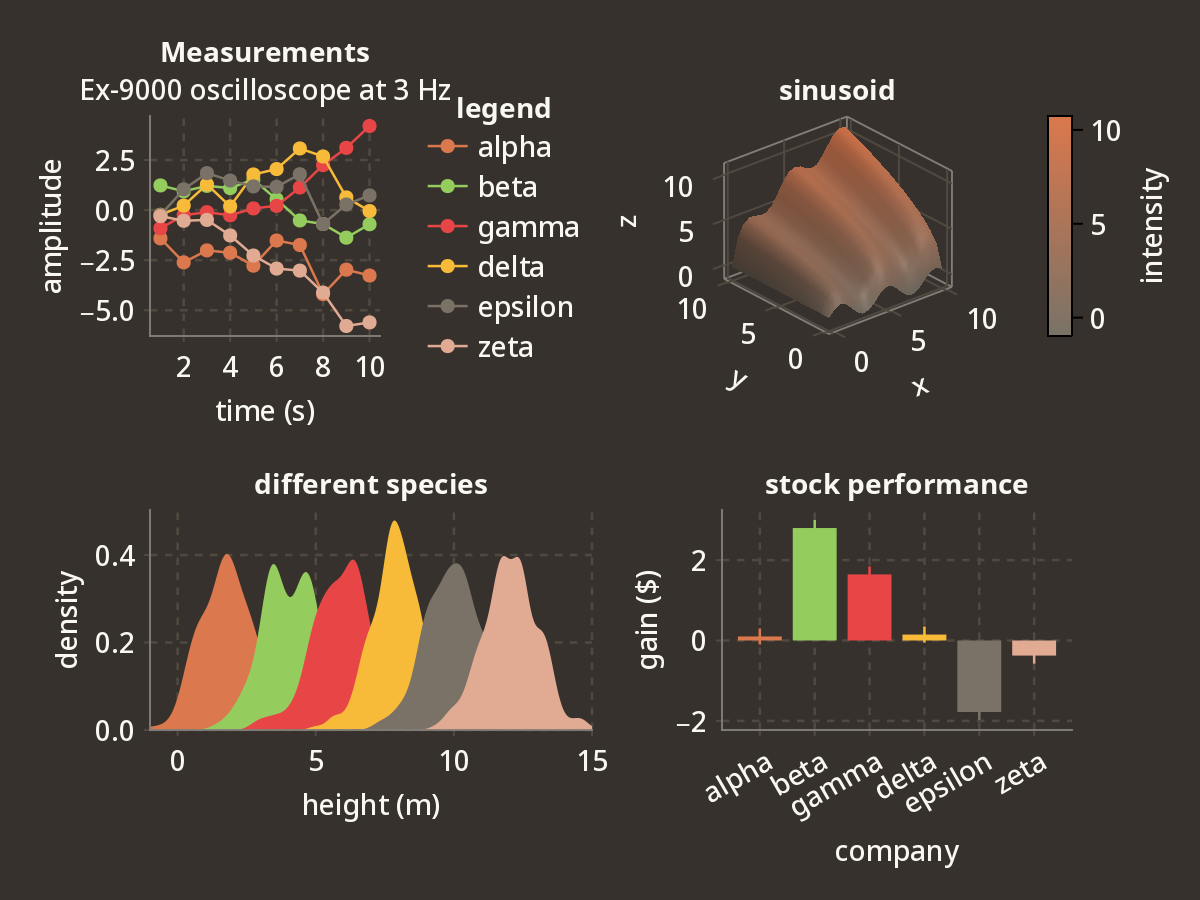 Measurements
Ex-9000 oscilloscope at 3 Hz
amplitude
2.5
0.0
−2.5
−5.0
2 4 6 8 10
time (s)
legend
alpha
beta
gamma
delta
epsilon
zeta
sinusoid
z
10
5
0
10
5
0
y
0
5
10
x
10
5
0
intensity
different species
density
0.4
0.2
0.0
0 5 10 15
height (m)
stock performance
gain ($)
2
0
−2
alpha beta gamma delta epsilon zeta
company